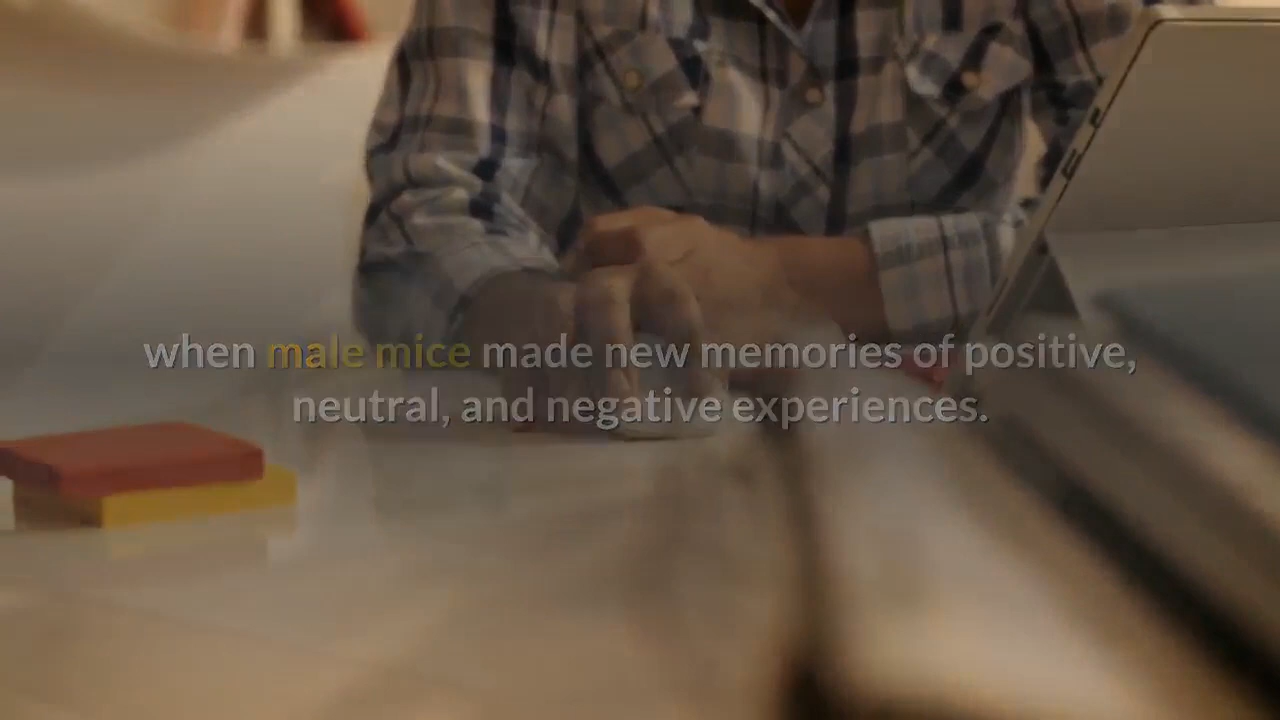 when male mice made new memories of positive,
neutral, and negative experiences.